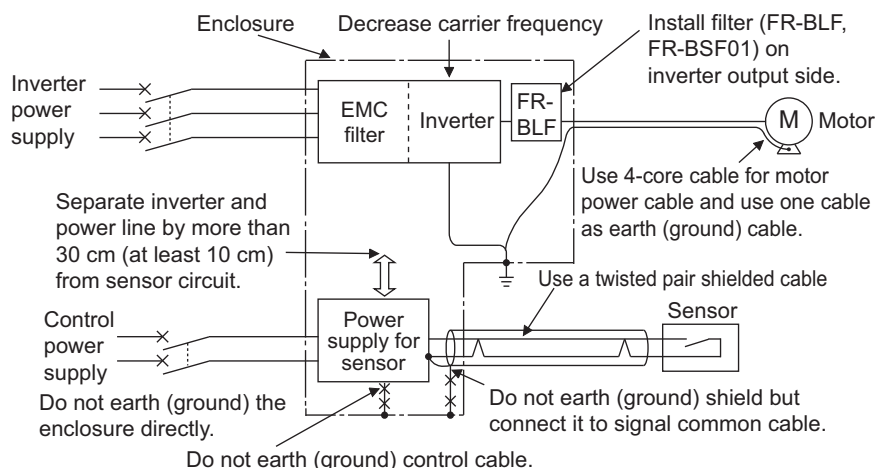 Enclosure
Decrease carrier frequency
Install filter (FR-BLF,
FR-BSF01) on
inverter output side.
Inverter
power
supply
EMC
filter
Inverter
FR-
BLF
M
Motor
Use 4-core cable for motor
power cable and use one cable
as earth (ground) cable.
Separate inverter and
power line by more than
30 cm (at least 10 cm)
from sensor circuit.
Use a twisted pair shielded cable
Sensor
Control
power
supply
Power
supply for
sensor
Do not earth (ground) the
enclosure directly.
Do not earth (ground) shield but
connect it to signal common cable.
Do not earth (ground) control cable.